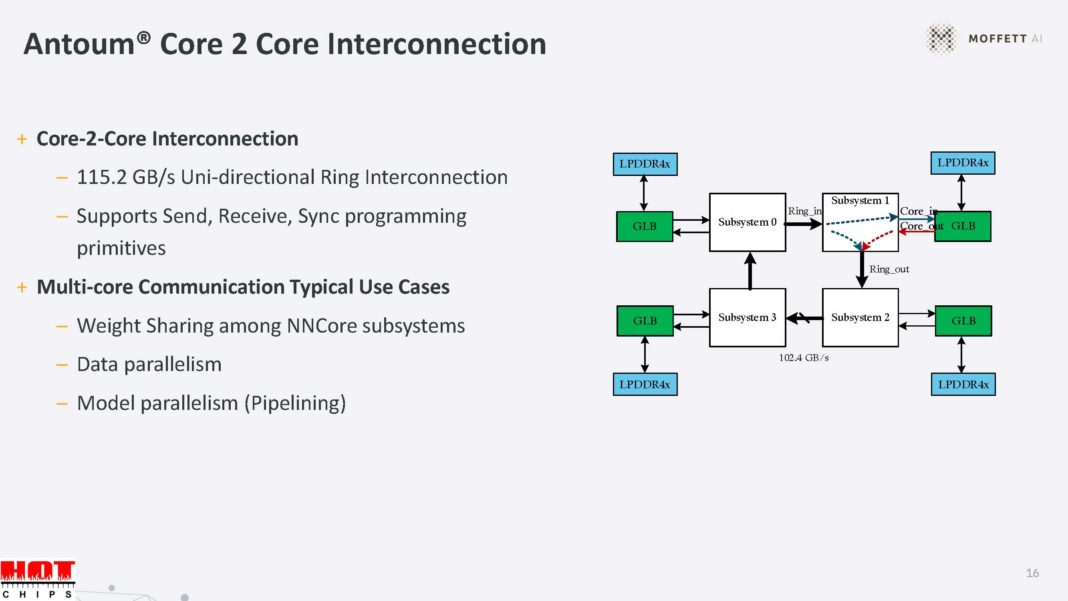 Antoum® Core 2 Core Interconnection
MOFFETT AI
+ Core-2-Core Interconnection
– 115.2 GB/s Uni-directional Ring Interconnection
– Supports Send, Receive, Sync programming
primitives
+ Multi-core Communication Typical Use Cases
– Weight Sharing among NNCore subsystems
– Data parallelism
– Model parallelism (Pipelining)
LPDDR4x
LPDDR4x
GLB
Subsystem 0
Ring_in
Subsystem 1
Core_in
Core_out
GLB
Ring_out
GLB
Subsystem 3
Subsystem 2
GLB
102.4 GB/s
LPDDR4x
LPDDR4x
HOT
CHIPS
16